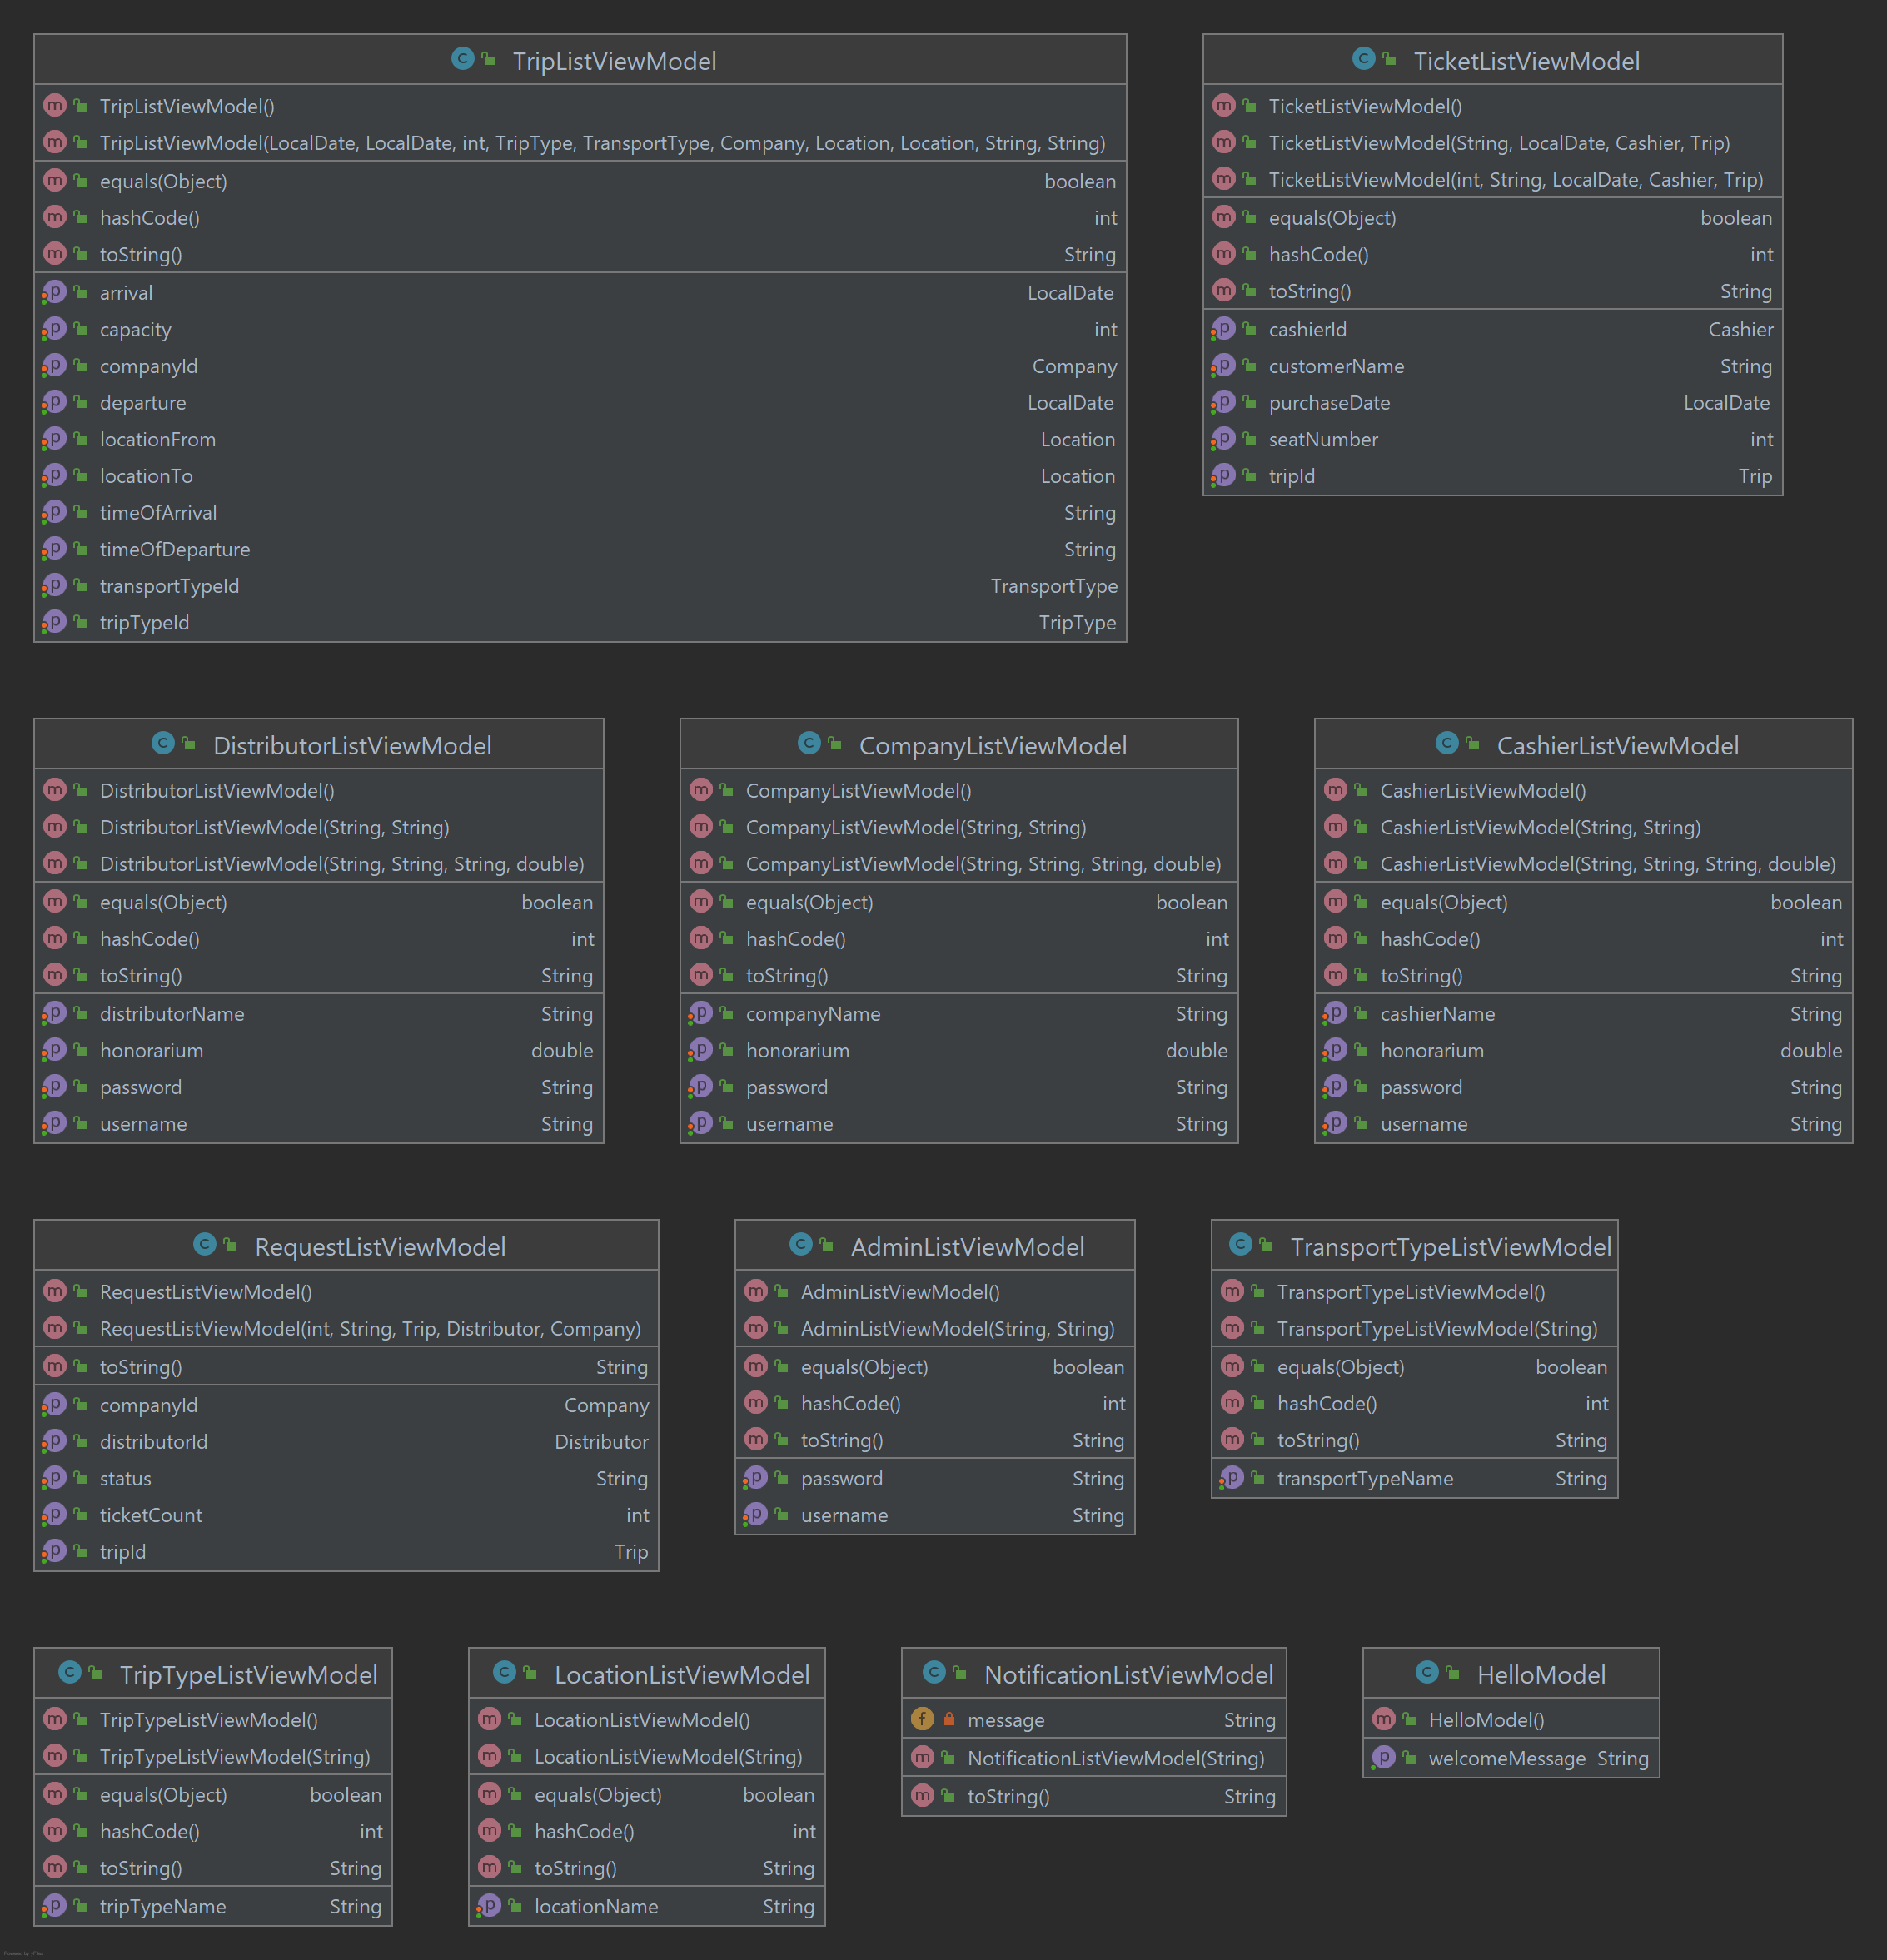 TripListViewModel
TripListViewModel()
TripListViewModel(LocalDate, LocalDate, int, TripType, TransportType, Company, Location, Location, String, String)
equals(Object) boolean
hashCode() int
toString() String
arrival LocalDate
capacity int
companyId Company
departure LocalDate
locationFrom Location
locationTo Location
timeOfArrival String
timeOfDeparture String
transportTypeId TransportType
tripTypeId TripType
TicketListViewModel
TicketListViewModel()
TicketListViewModel(String, LocalDate, Cashier, Trip)
TicketListViewModel(int, String, LocalDate, Cashier, Trip)
equals(Object) boolean
hashCode() int
toString() String
cashierId Cashier
customerName String
purchaseDate LocalDate
seatNumber int
tripId Trip
DistributorListViewModel
DistributorListViewModel()
DistributorListViewModel(String, String)
DistributorListViewModel(String, String, String, double)
equals(Object) boolean
hashCode() int
toString() String
distributorName String
honorarium double
password String
username String
CompanyListViewModel
CompanyListViewModel()
CompanyListViewModel(String, String)
CompanyListViewModel(String, String, String, double)
equals(Object) boolean
hashCode() int
toString() String
companyName String
honorarium double
password String
username String
CashierListViewModel
CashierListViewModel()
CashierListViewModel(String, String)
CashierListViewModel(String, String, String, double)
equals(Object) boolean
hashCode() int
toString() String
cashierName String
honorarium double
password String
username String
RequestListViewModel
RequestListViewModel()
RequestListViewModel(int, String, Trip, Distributor, Company)
toString() String
companyId Company
distributorId Distributor
status String
ticketCount int
tripId Trip
AdminListViewModel
AdminListViewModel()
AdminListViewModel(String, String)
equals(Object) boolean
hashCode() int
toString() String
password String
username String
TransportTypeListViewModel
TransportTypeListViewModel()
TransportTypeListViewModel(String)
equals(Object) boolean
hashCode() int
toString() String
transportTypeName String
TripTypeListViewModel
TripTypeListViewModel()
TripTypeListViewModel(String)
equals(Object) boolean
hashCode() int
toString() String
tripTypeName String
LocationListViewModel
LocationListViewModel()
LocationListViewModel(String)
equals(Object) boolean
hashCode() int
toString() String
locationName String
NotificationListViewModel
message String
NotificationListViewModel(String)
toString() String
HelloModel
HelloModel()
welcomeMessage String
Powered by yFiles